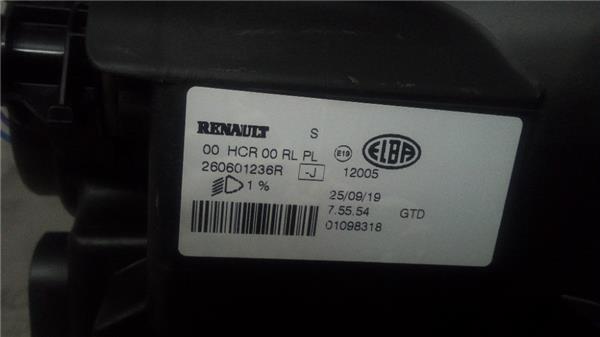 RENAULT S
00 HCR 00 RL PL E19 ELBA
260601236R -J 12005
1 % 25/09/19
7.55.54 GTD
01098318